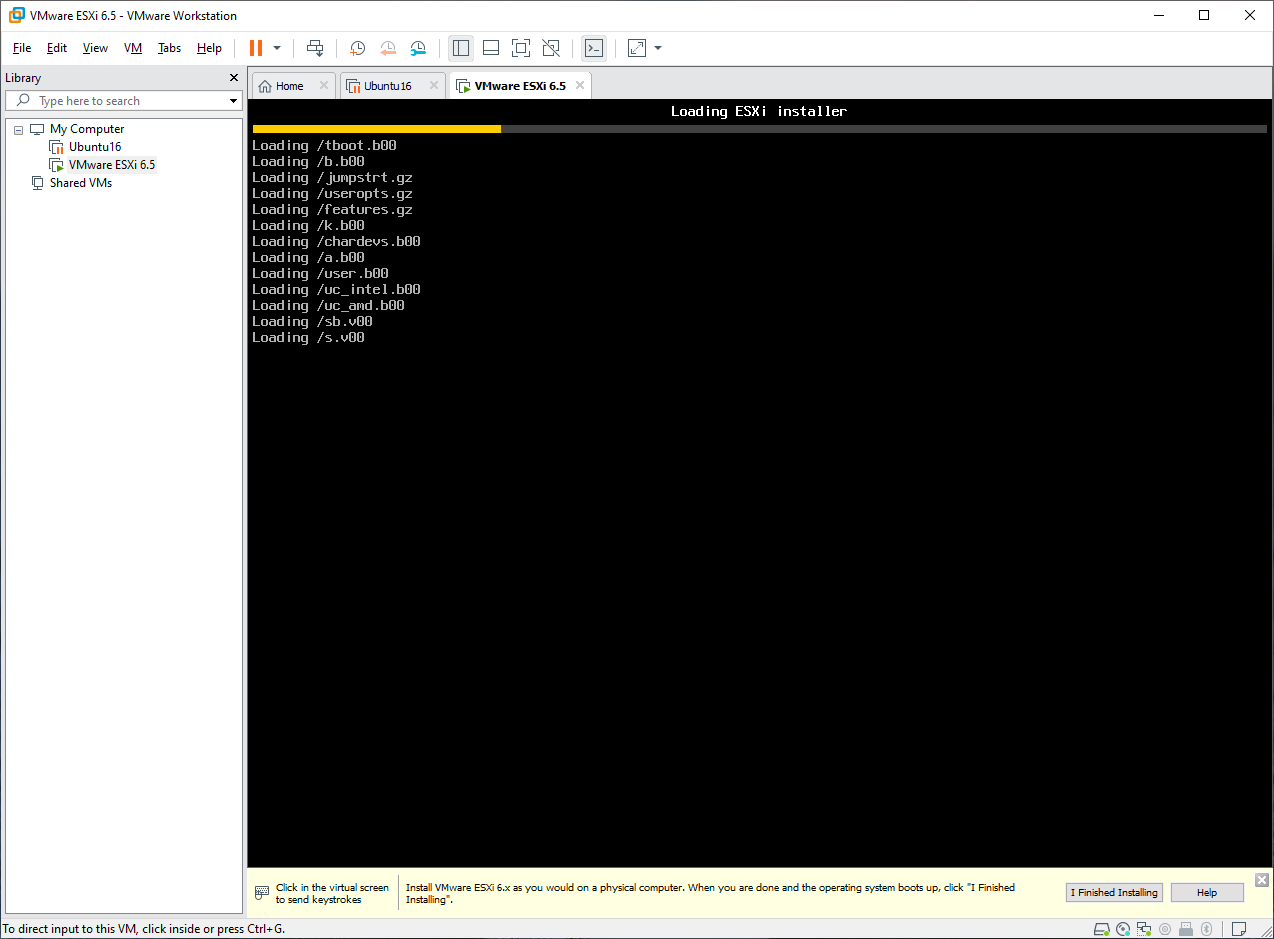 VMware ESXi 6.5 - VMware Workstation
File Edit View VM Tabs Help
Library
Type here to search
My Computer
Ubuntu16
VMware ESXi 6.5
Shared VMs
Home Ubuntu16 VMware ESXi 6.5
Loading ESXi installer
Loading /tboot.b00
Loading /b.b00
Loading /jumpstrt.gz
Loading /useropts.gz
Loading /features.gz
Loading /k.b00
Loading /chardevs.b00
Loading /a.b00
Loading /user.b00
Loading /uc_intel.b00
Loading /uc_amd.b00
Loading /sb.v00
Loading /s.v00
Click in the virtual screen
to send keystrokes
Install VMware ESXi 6.x as you would on a physical computer. When you are done and the operating system boots up, click "I Finished
Installing".
I Finished Installing Help
To direct input to this VM, click inside or press Ctrl+G.